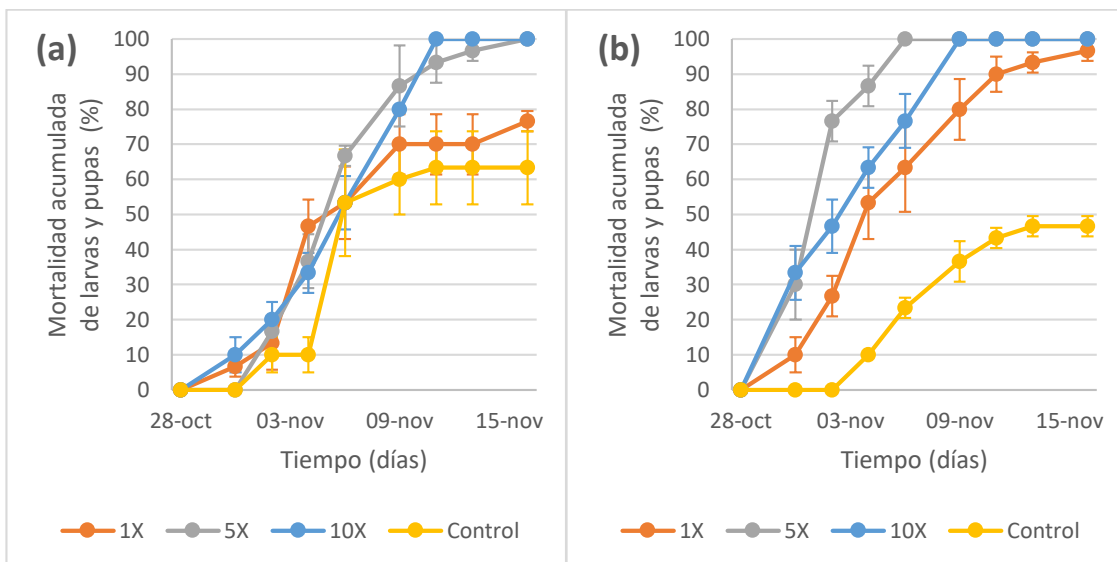 (a)
Mortalidad acumulada
de larvas y pupas (%)
100
90
80
70
60
50
40
30
20
10
0
28-oct 03-nov 09-nov 15-nov
Tiempo (días)
1X 5X 10X Control
(b)
Mortalidad acumulada
de larvas y pupas (%)
100
90
80
70
60
50
40
30
20
10
0
28-oct 03-nov 09-nov 15-nov
Tiempo (días)
1X 5X 10X Control